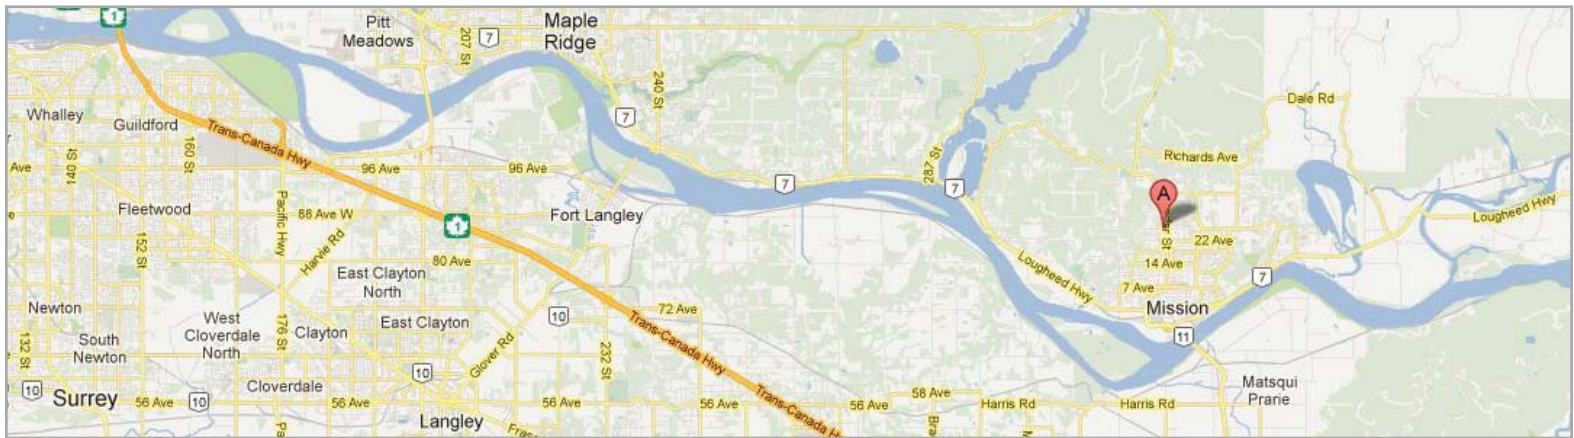 1
Pitt
Meadows
207 St
7
Maple
Ridge
240 St
7
Whalley
Guildford
Trans-Canada Hwy
160 St
140 St
Ave
96 Ave
96 Ave
Dale Rd
Richards Ave
287 St
7
7
A
Fleetwood
88 Ave W
Pacific Hwy
Harvie Rd
1
Fort Langley
Lougheed Hwy
St
22 Ave
14 Ave
152 St
80 Ave
East Clayton
North
Lougheed Hwy
7
7 Ave
Mission
Newton
West
Cloverdale
North
176 St
Clayton
East Clayton
10
72 Ave
Trans-Canada Hwy
11
132 St
South
Newton
Glover Rd
232 St
10
Cloverdale
10
Matsqui
Prarie
10
Surrey
56 Ave
56 Ave
Langley
56 Ave
56 Ave
Trans-Canada H
56 Ave
58 Ave
Harris Rd
Harris Rd
Pa
Fras
Bra